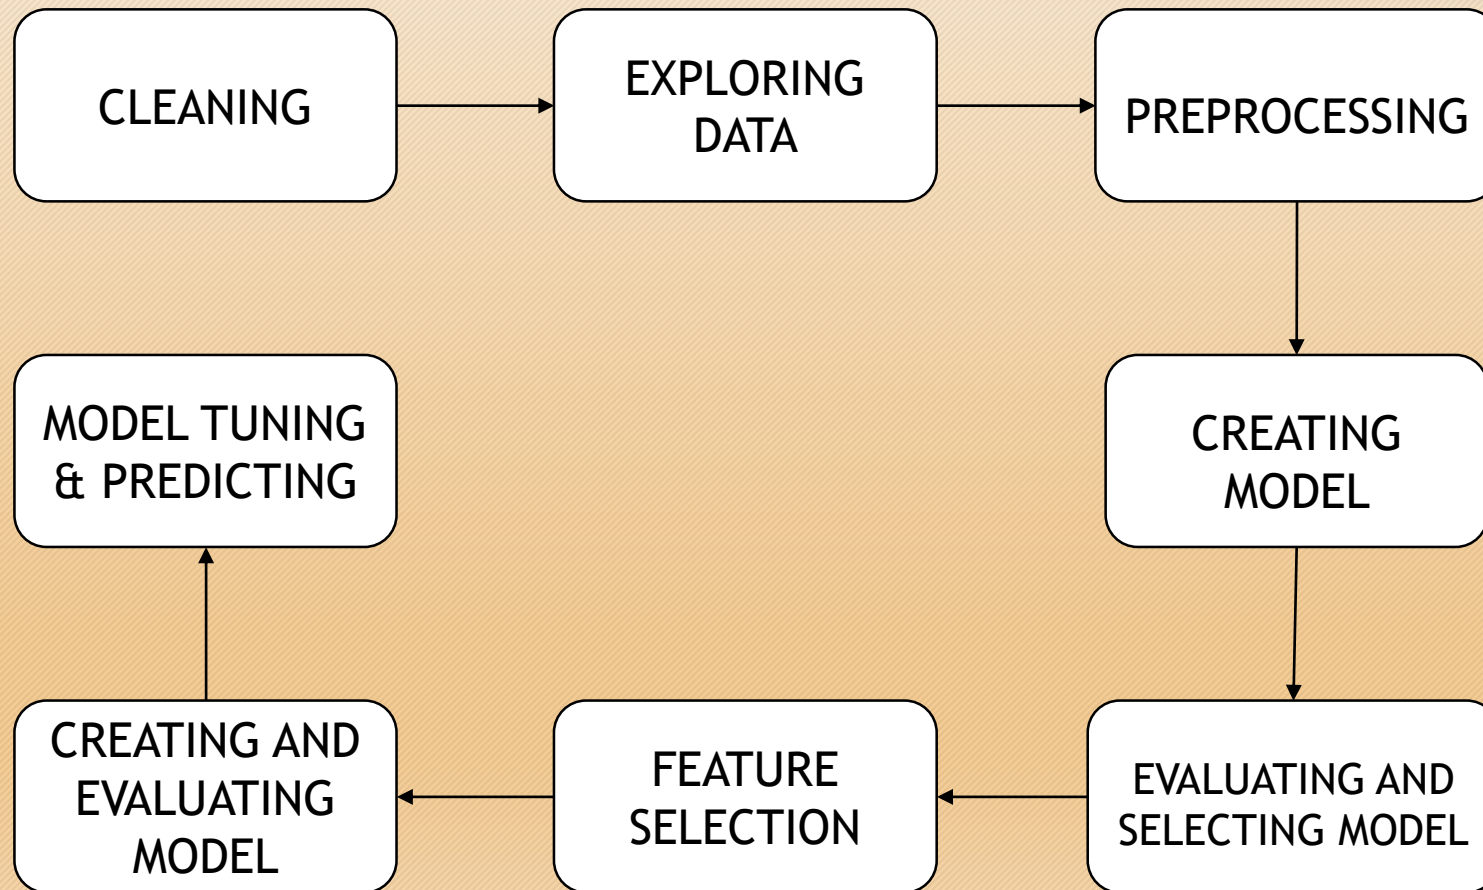 CLEANING
EXPLORING
DATA
PREPROCESSING
CREATING
MODEL
EVALUATING AND
SELECTING MODEL
FEATURE
SELECTION
CREATING AND
EVALUATING
MODEL
MODEL TUNING
& PREDICTING